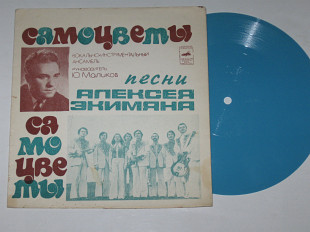 САМОЦВЕТЫ
ВОКАЛЬНО-ИНСТРУМЕНТАЛЬНЫЙ
АНСАМБЛЬ
РУКОВОДИТЕЛЬ
Ю. Маликов
песни
АЛЕКСЕЯ
ЭКИМЯНА
СА
МО
ЦВЕ
ТЫ